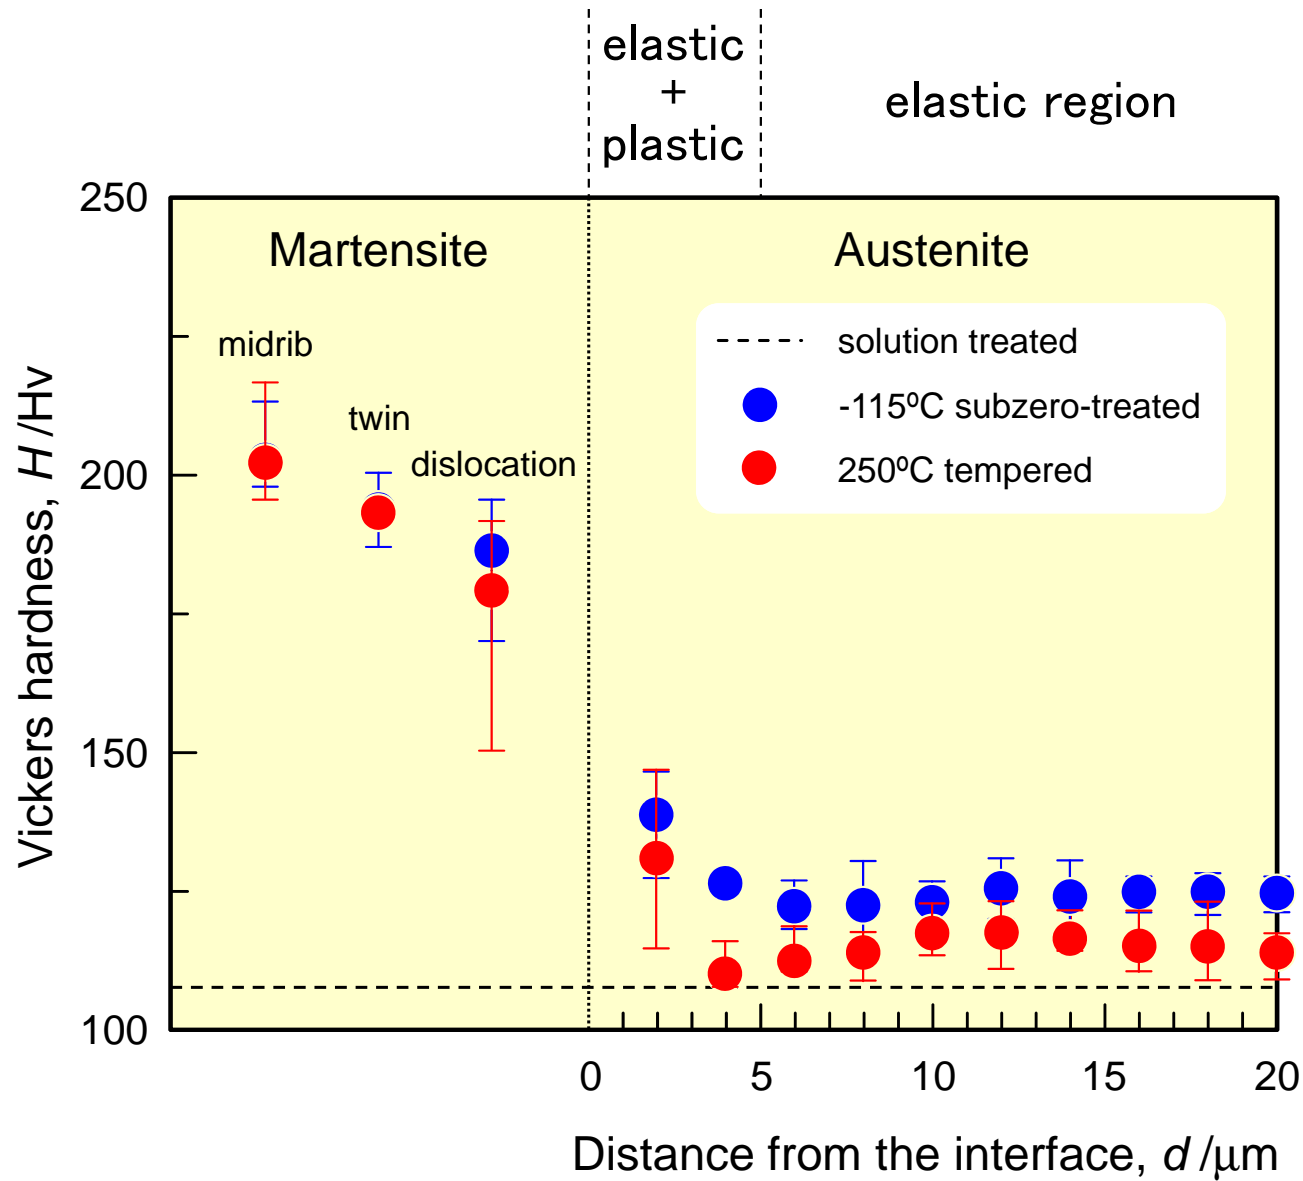 elastic
+
plastic
elastic region
250
200
150
100
Vickers hardness, H /Hv
Martensite
Austenite
midrib
twin
dislocation
solution treated
-115ºC subzero-treated
250ºC tempered
0 5 10 15 20
Distance from the interface, d /μm